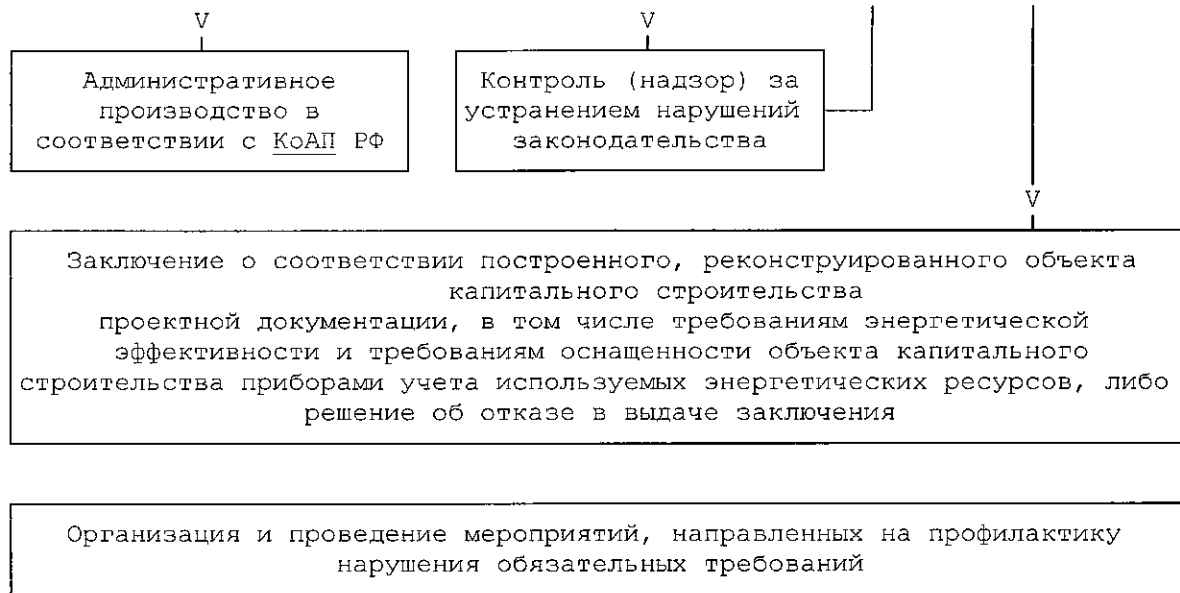 V
V
Административное
производство в
соответствии с КоАП РФ
Контроль (надзор) за
устранением нарушений
законодательства
V
Заключение о соответствии построенного, реконструированного объекта
капитального строительства
проектной документации, в том числе требованиям энергетической
эффективности и требованиям оснащенности объекта капитального
строительства приборами учета используемых энергетических ресурсов, либо
решение об отказе в выдаче заключения
Организация и проведение мероприятий, направленных на профилактику
нарушения обязательных требований